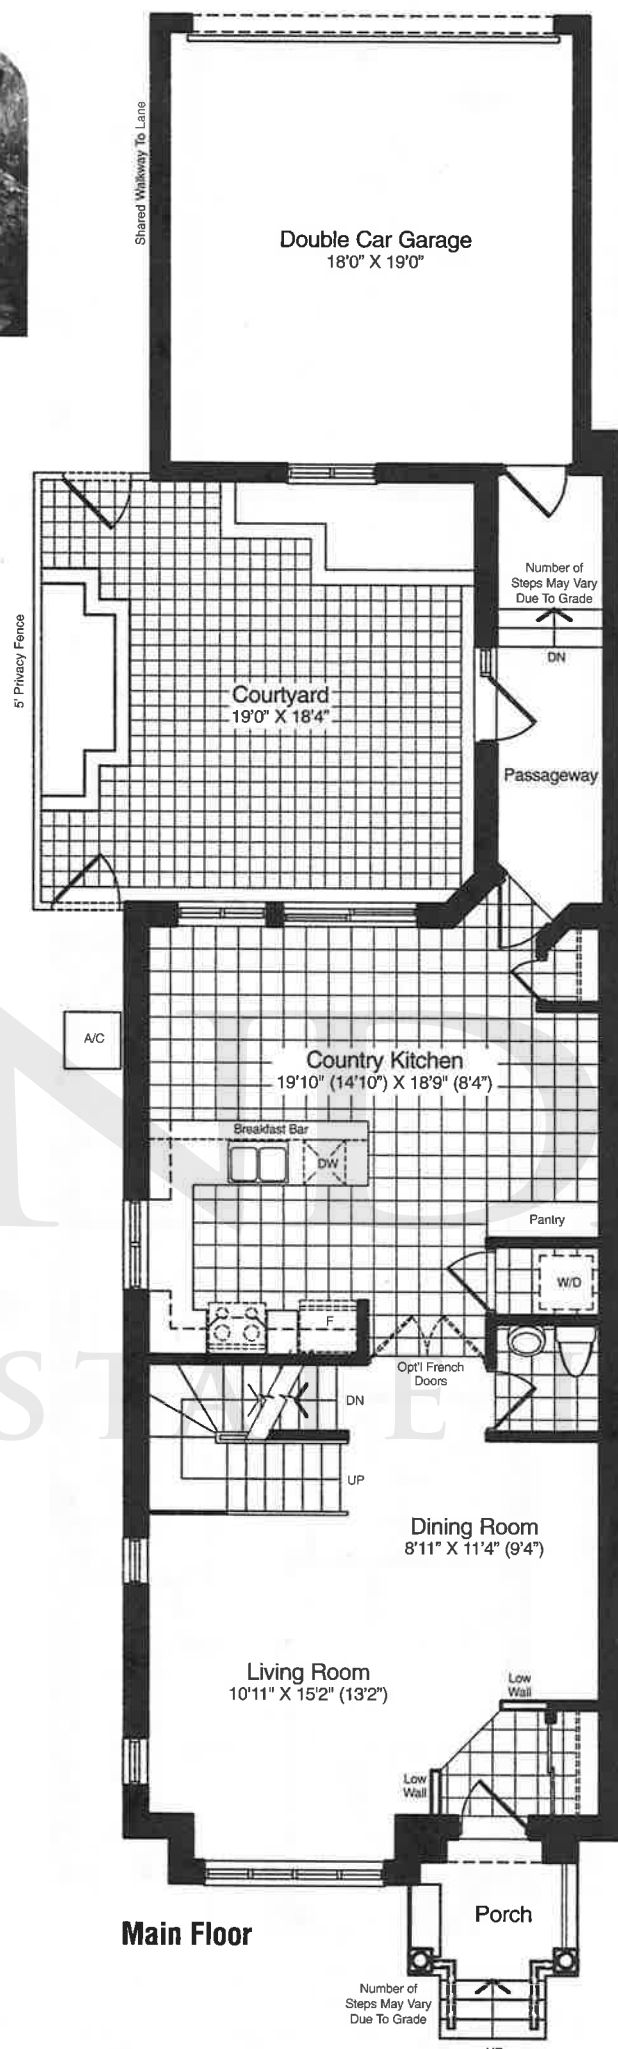 Shared Walkway To Lane
Double Car Garage
18'0" X 19'0"
Number of
Steps May Vary
Due To Grade
DN
5' Privacy Fence
Courtyard
19'0" X 18'4"
Passageway
A/C
Country Kitchen
19'10" (14'10") X 18'9" (8'4")
Breakfast Bar
DW
Pantry
W/D
F
Opt'l French
Doors
DN
UP
Dining Room
8'11" X 11'4" (9'4")
Living Room
10'11" X 15'2" (13'2")
Low
Wall
Low
Wall
Porch
Main Floor
Number of
Steps May Vary
Due To Grade